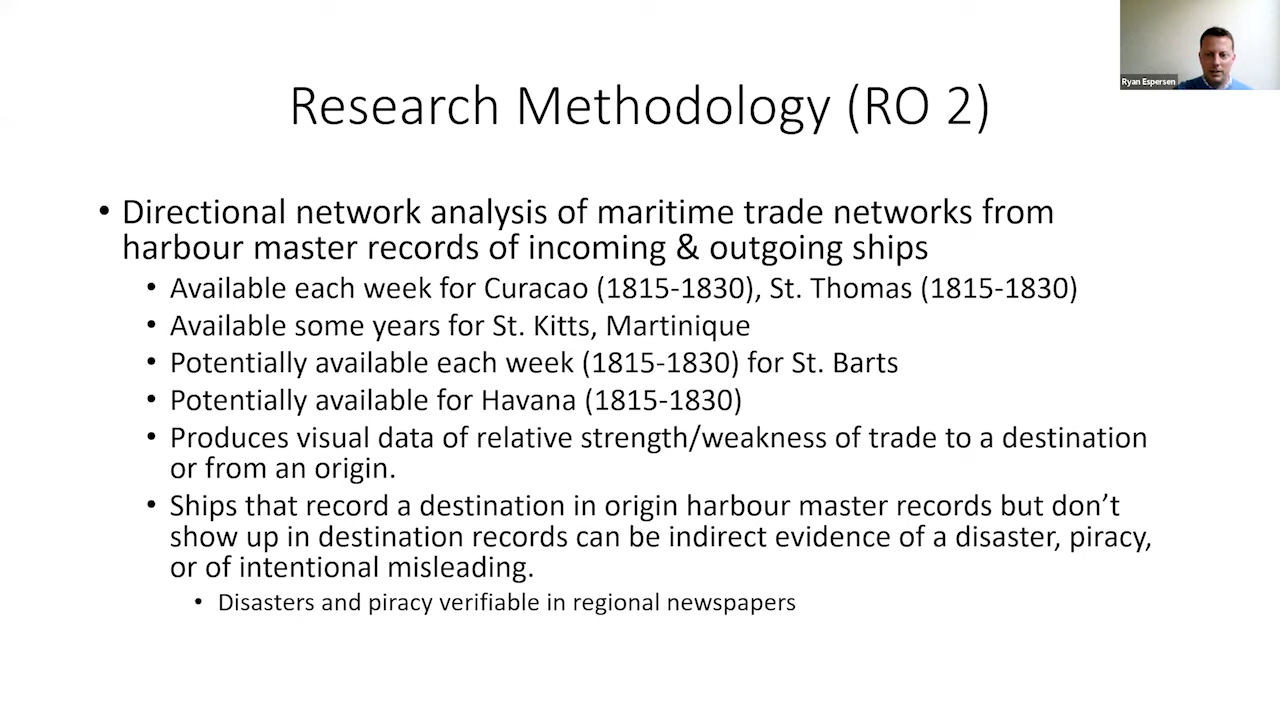 Ryan Espersen
Research Methodology (RO 2)
• Directional network analysis of maritime trade networks from
harbour master records of incoming & outgoing ships
• Available each week for Curacao (1815-1830), St. Thomas (1815-1830)
• Available some years for St. Kitts, Martinique
• Potentially available each week (1815-1830) for St. Barts
• Potentially available for Havana (1815-1830)
• Produces visual data of relative strength/weakness of trade to a destination
or from an origin.
• Ships that record a destination in origin harbour master records but don’t
show up in destination records can be indirect evidence of a disaster, piracy,
or of intentional misleading.
• Disasters and piracy verifiable in regional newspapers